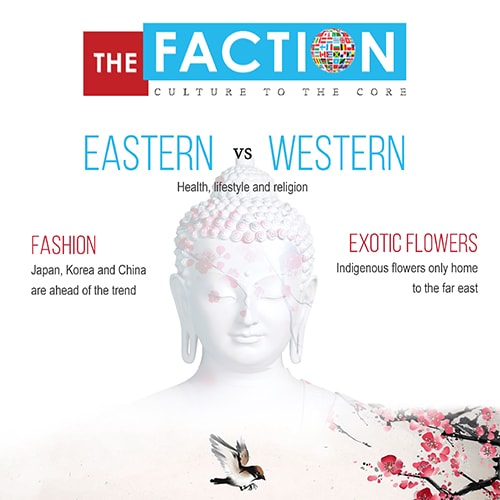 THE FACTION
CULTURE TO THE CORE
EASTERN vs WESTERN
Health, lifestyle and religion
FASHION
Japan, Korea and China
are ahead of the trend
EXOTIC FLOWERS
Indigenous flowers only home
to the far east